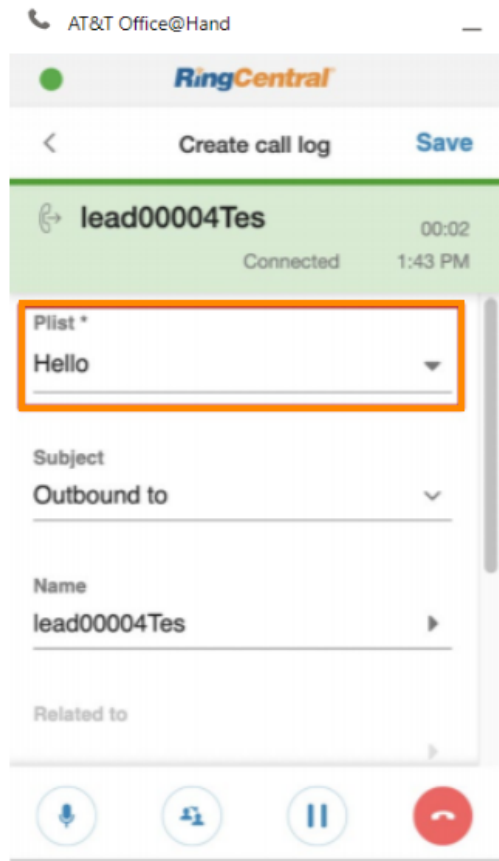 AT&T Office@Hand
RingCentral
Create call log Save
lead00004Tes 00:02
Connected 1:43 PM
Plist *
Hello
Subject
Outbound to
Name
lead00004Tes
Related to